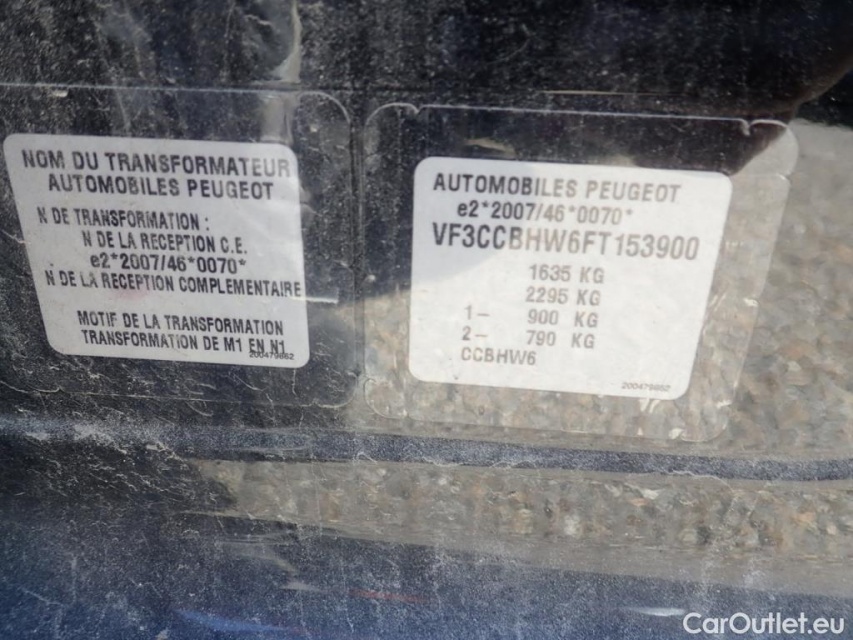 NOM DU TRANSFORMATEUR
AUTOMOBILES PEUGEOT
N DE TRANSFORMATION :
N DE LA RECEPTION C.E.
e2*2007/46*0070*
N DE LA RECEPTION COMPLEMENTAIRE
MOTIF DE LA TRANSFORMATION
TRANSFORMATION DE M1 EN N1
200479862
AUTOMOBILES PEUGEOT
e2*2007/46*0070*
VF3CCBHW6FT153900
1635 KG
2295 KG
1- 900 KG
2- 790 KG
CCBHW6
200479862
CarOutlet.eu